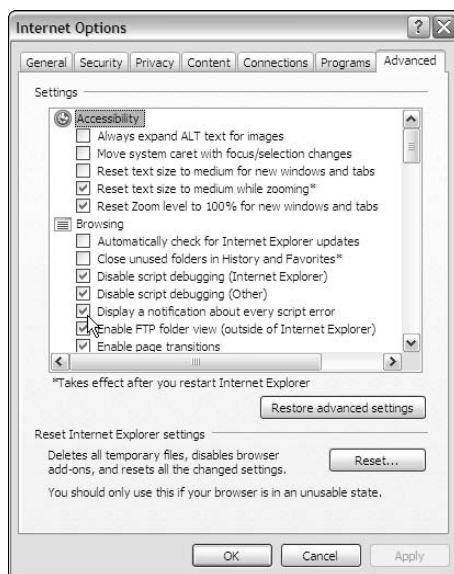 Internet Options
General Security Privacy Content Connections Programs Advanced
Settings
Accessibility
Always expand ALT text for images
Move system caret with focus/selection changes
Reset text size to medium for new windows and tabs
Reset text size to medium while zooming*
Reset Zoom level to 100% for new windows and tabs
Browsing
Automatically check for Internet Explorer updates
Close unused folders in History and Favorites*
Disable script debugging (Internet Explorer)
Disable script debugging (Other)
Display a notification about every script error
Enable FTP folder view (outside of Internet Explorer)
Enable page transitions
*Takes effect after you restart Internet Explorer
Restore advanced settings
Reset Internet Explorer settings
Deletes all temporary files, disables browser
add-ons, and resets all the changed settings.
Reset...
You should only use this if your browser is in an unusable state.
OK Cancel Apply